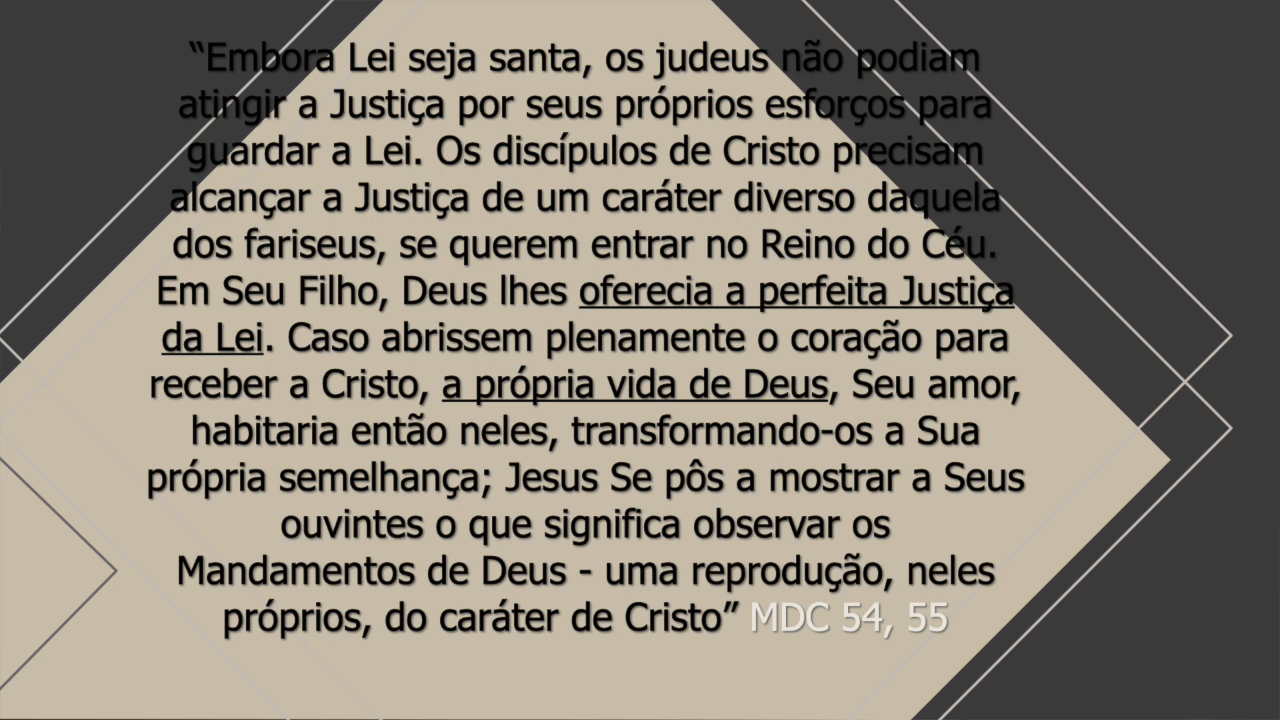 “Embora Lei seja santa, os judeus não podiam
atingir a Justiça por seus próprios esforços para
guardar a Lei. Os discípulos de Cristo precisam
alcançar a Justiça de um caráter diverso daquela
dos fariseus, se querem entrar no Reino do Céu.
Em Seu Filho, Deus lhes oferecia a perfeita Justiça
da Lei. Caso abrissem plenamente o coração para
receber a Cristo, a própria vida de Deus, Seu amor,
habitaria então neles, transformando-os a Sua
própria semelhança; Jesus Se pôs a mostrar a Seus
ouvintes o que significa observar os
Mandamentos de Deus - uma reprodução, neles
próprios, do caráter de Cristo” MDC 54, 55